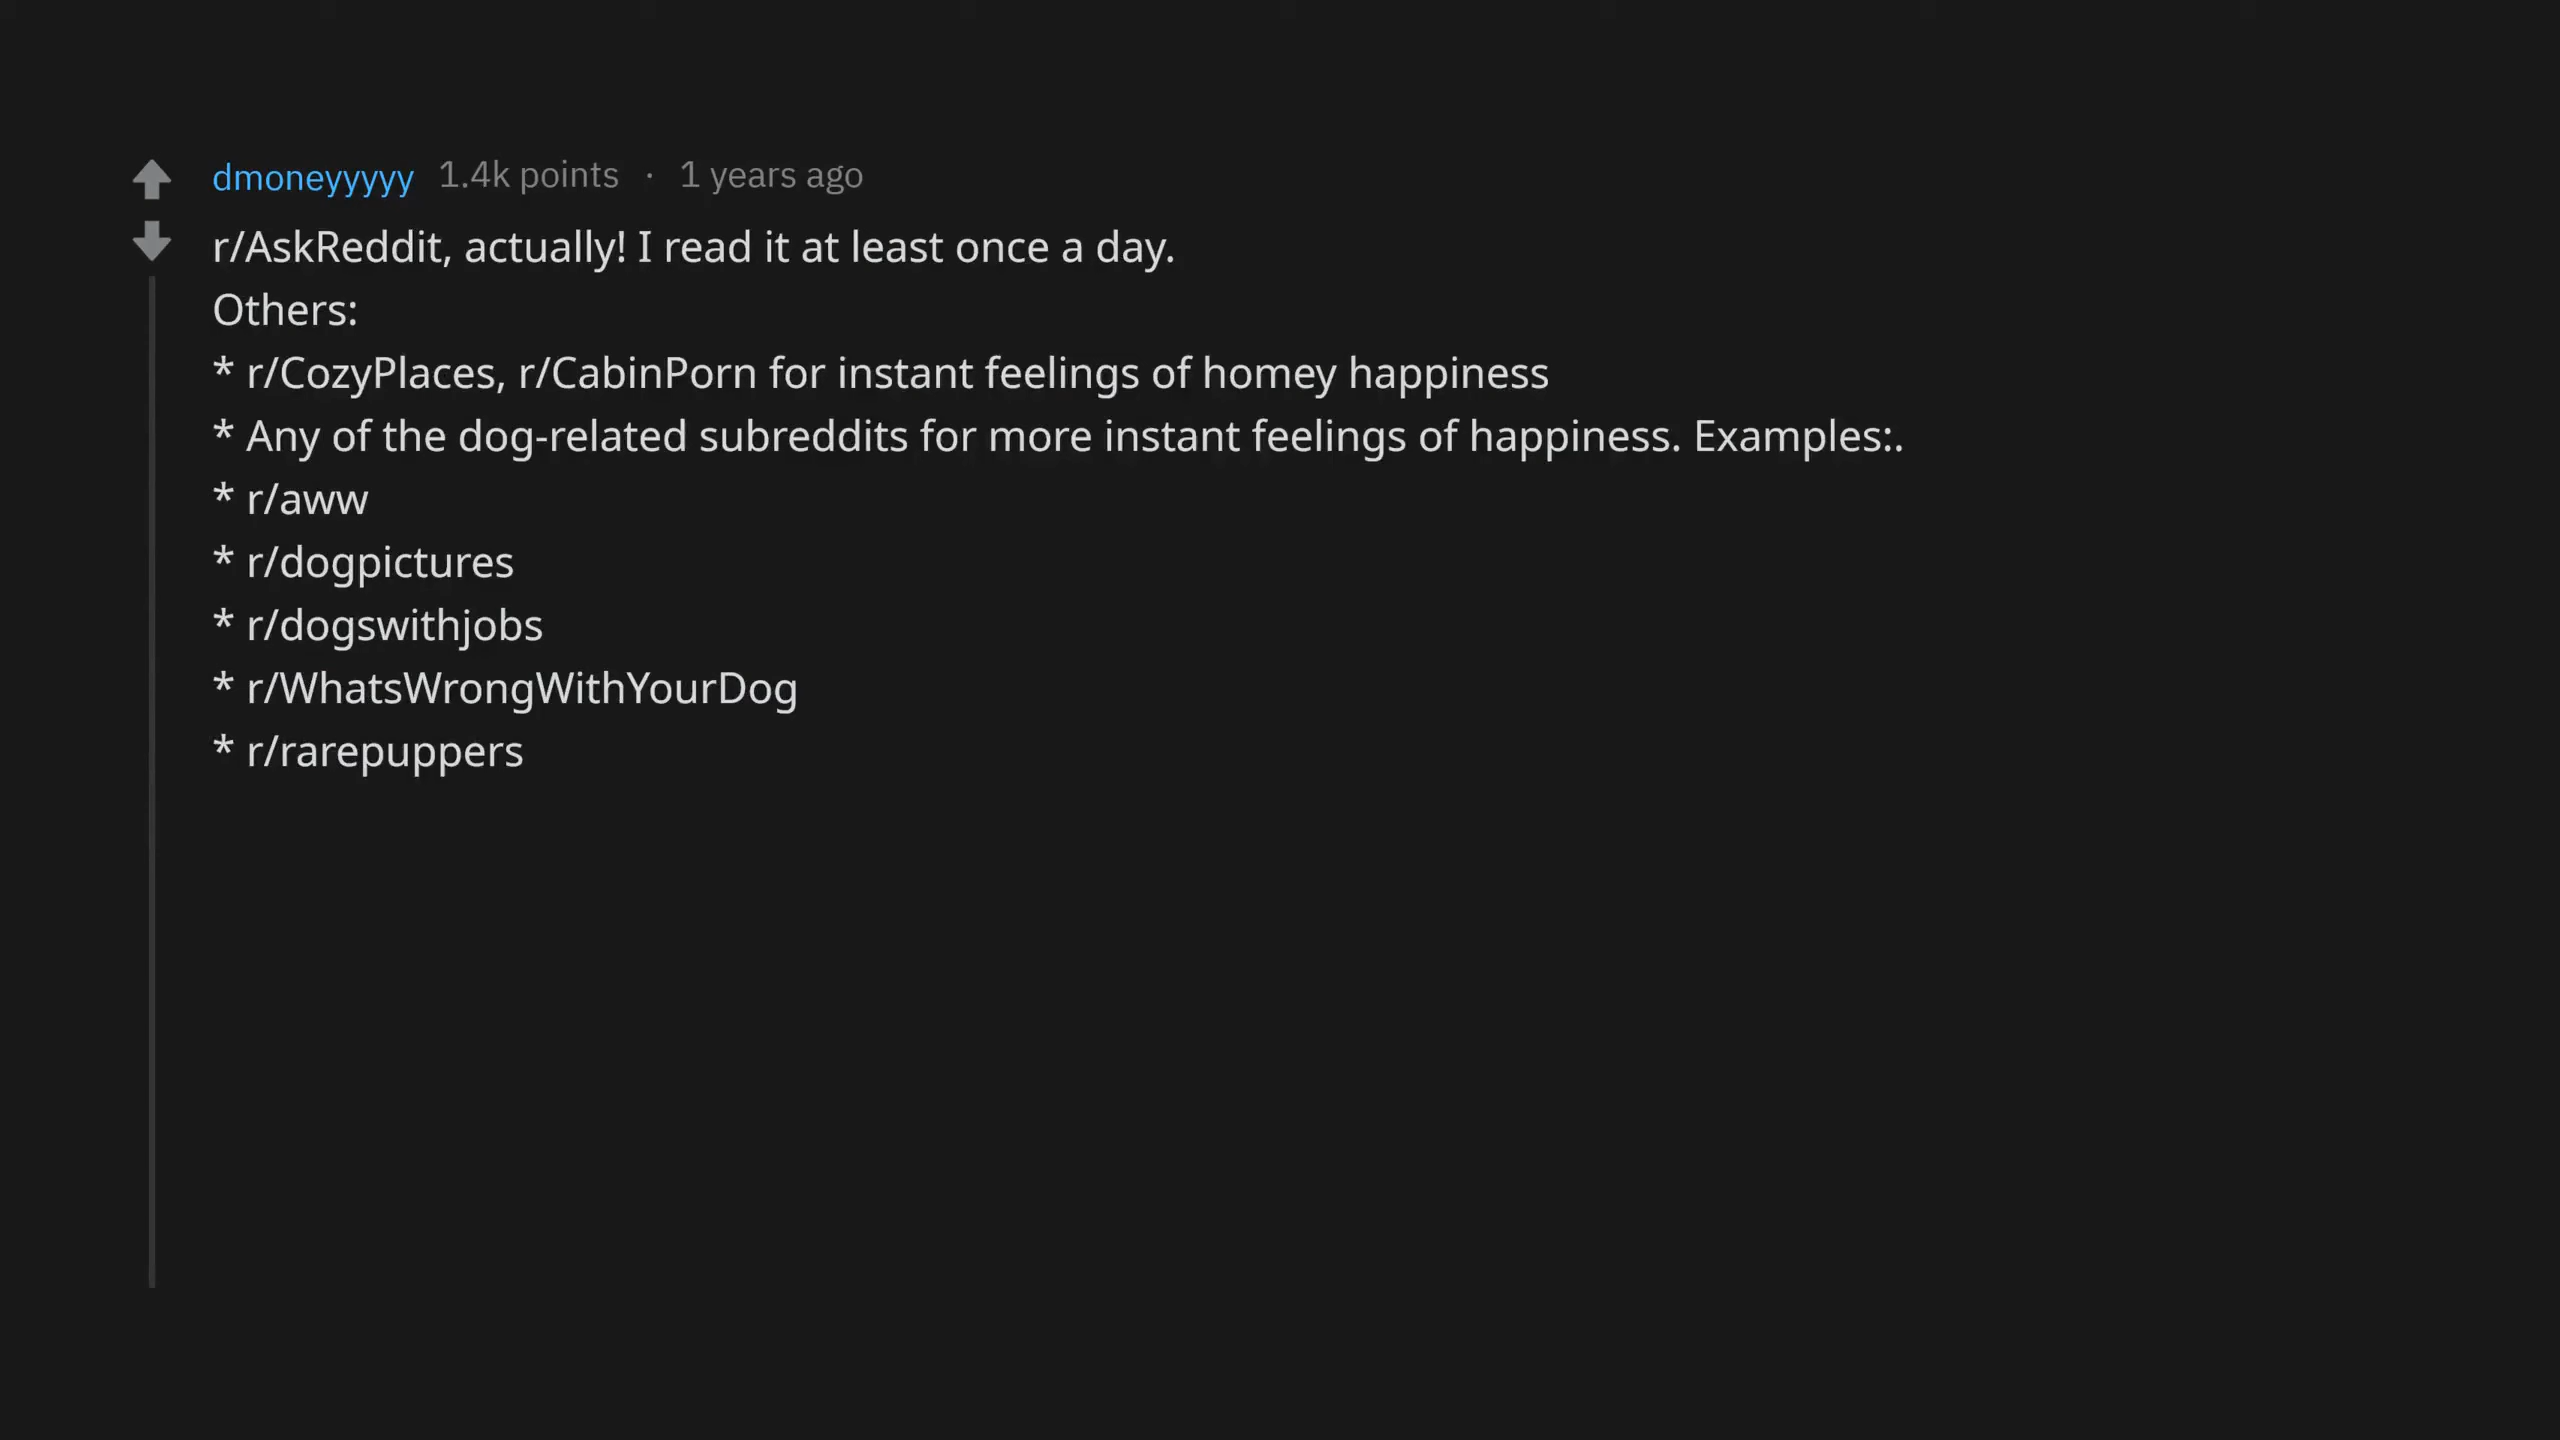 dmoneyyyyy 1.4k points · 1 years ago
r/AskReddit, actually! I read it at least once a day.
Others:
* r/CozyPlaces, r/CabinPorn for instant feelings of homey happiness
* Any of the dog-related subreddits for more instant feelings of happiness. Examples:.
* r/aww
* r/dogpictures
* r/dogswithjobs
* r/WhatsWrongWithYourDog
* r/rarepuppers